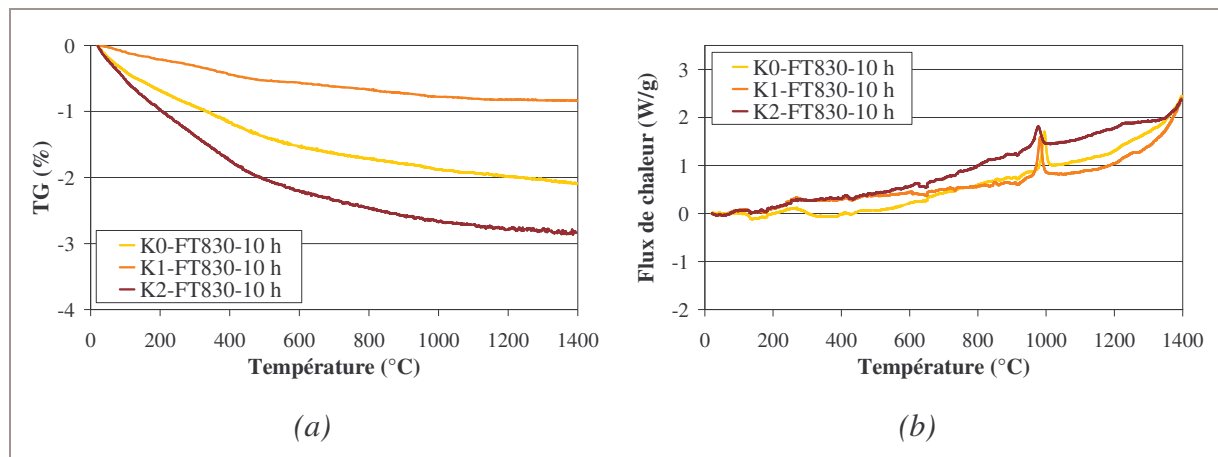 0
-1
-2
-3
-4
TG (%)
K0-FT830-10 h
K1-FT830-10 h
K2-FT830-10 h
0 200 400 600 800 1000 1200 1400
Température (°C)
(a)
3
2
1
0
-1
-2
Flux de chaleur (W/g)
K0-FT830-10 h
K1-FT830-10 h
K2-FT830-10 h
0 200 400 600 800 1000 1200 1400
Température (°C)
(b)